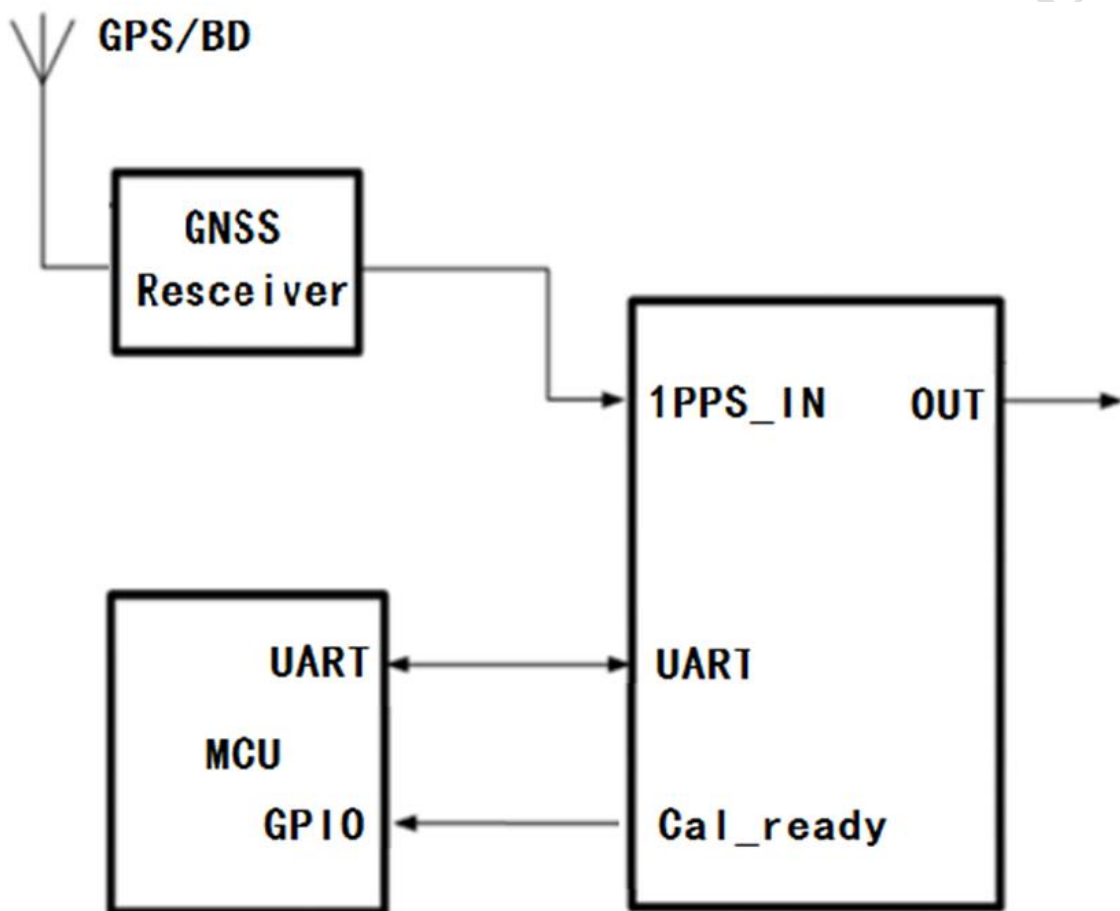 GPS/BD
GNSS
Resceiver
1PPS_IN
OUT
UART
UART
MCU
GPIO
Cal_ready